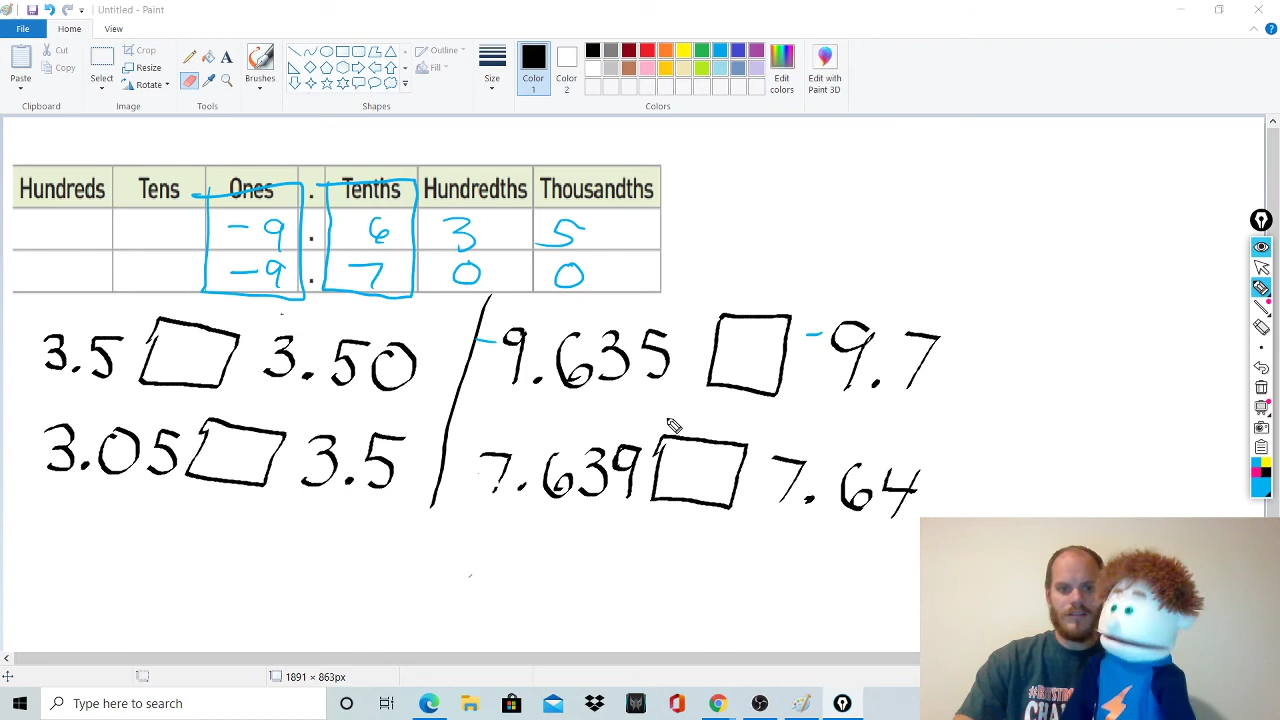 Untitled - Paint
File Home View
Paste Cut Copy Clipboard
Select Crop Resize Rotate Image
Tools
Brushes
Shapes Outline Fill
Size
Color 1 Color 2 Colors Edit colors
Edit with Paint 3D
Hundreds Tens Ones . Tenths Hundredths Thousandths
-9 . 6 3 5
-9 . 7 0 0
3.5 3.50
-9.635 -9.7
3.05 3.5
7.639 7.64
1891 × 863px
Type here to search